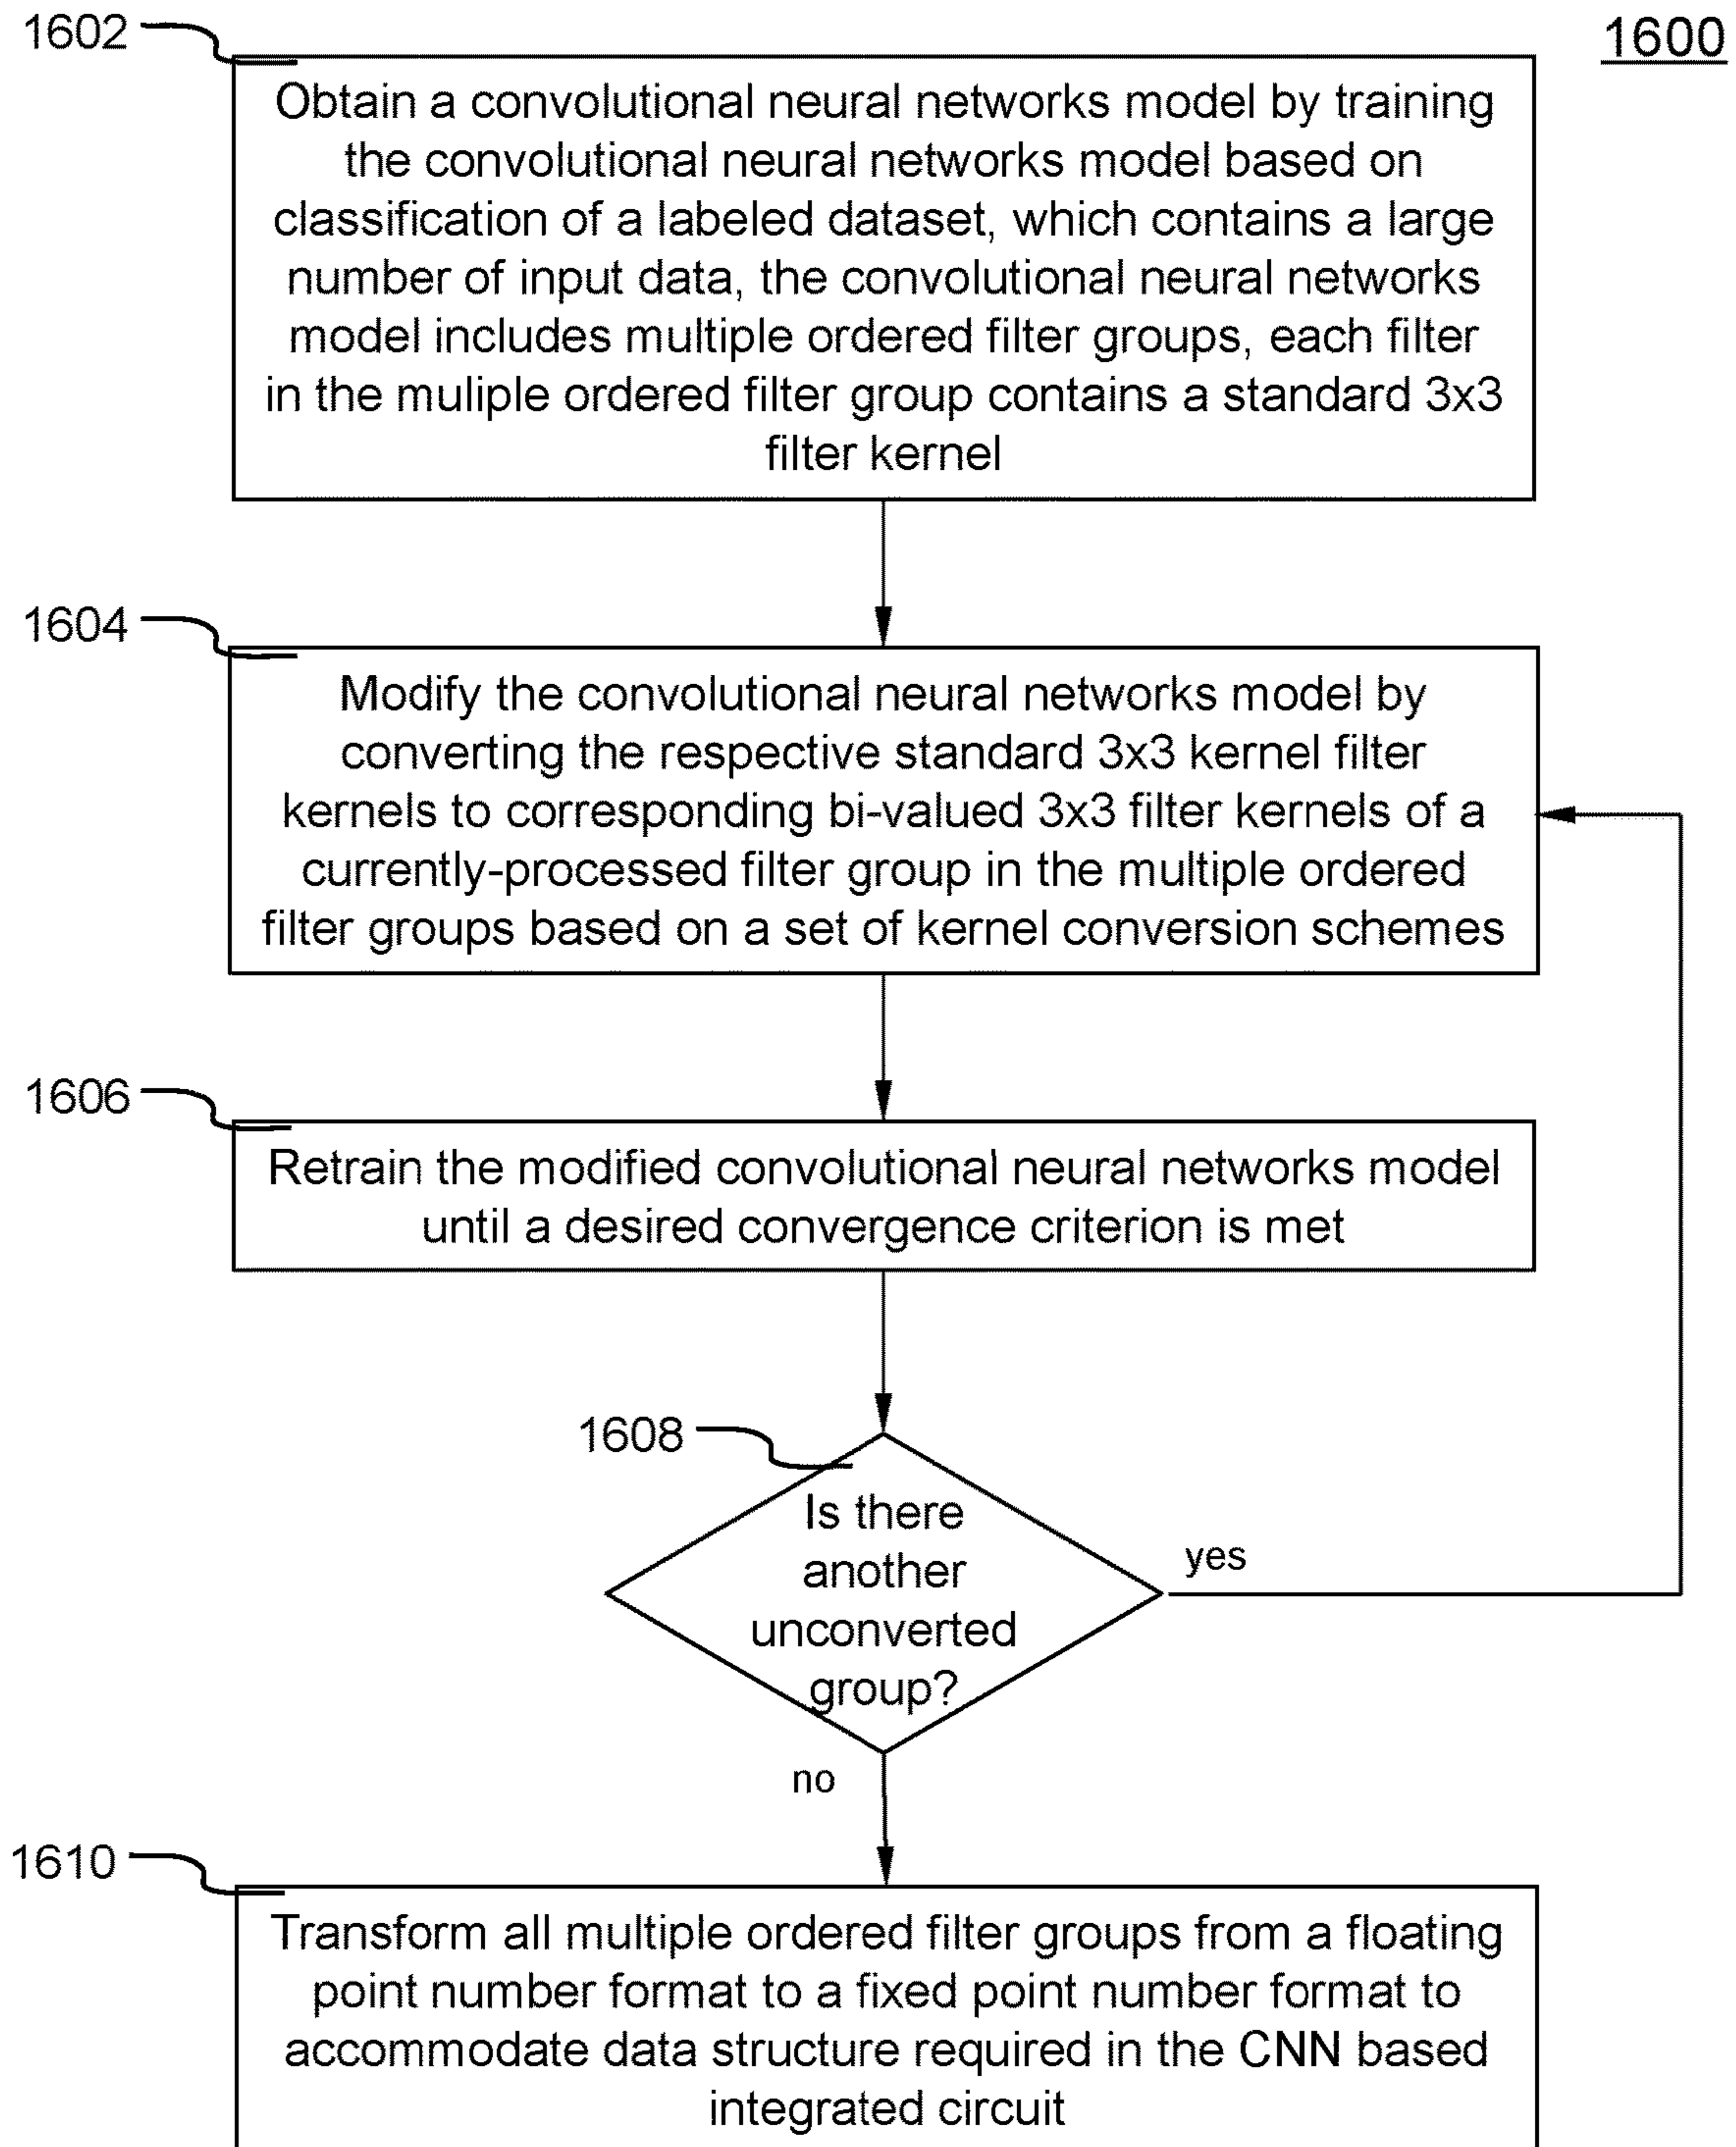 1602
1600
Obtain a convolutional neural networks model by training
the convolutional neural networks model based on
classification of a labeled dataset, which contains a large
number of input data, the convolutional neural networks
model includes multiple ordered filter groups, each filter
in the muliple ordered filter group contains a standard 3x3
filter kernel
1604
Modify the convolutional neural networks model by
converting the respective standard 3x3 kernel filter
kernels to corresponding bi-valued 3x3 filter kernels of a
currently-processed filter group in the multiple ordered
filter groups based on a set of kernel conversion schemes
1606
Retrain the modified convolutional neural networks model
until a desired convergence criterion is met
1608
Is there
another
unconverted
group?
yes
no
1610
Transform all multiple ordered filter groups from a floating
point number format to a fixed point number format to
accommodate data structure required in the CNN based
integrated circuit